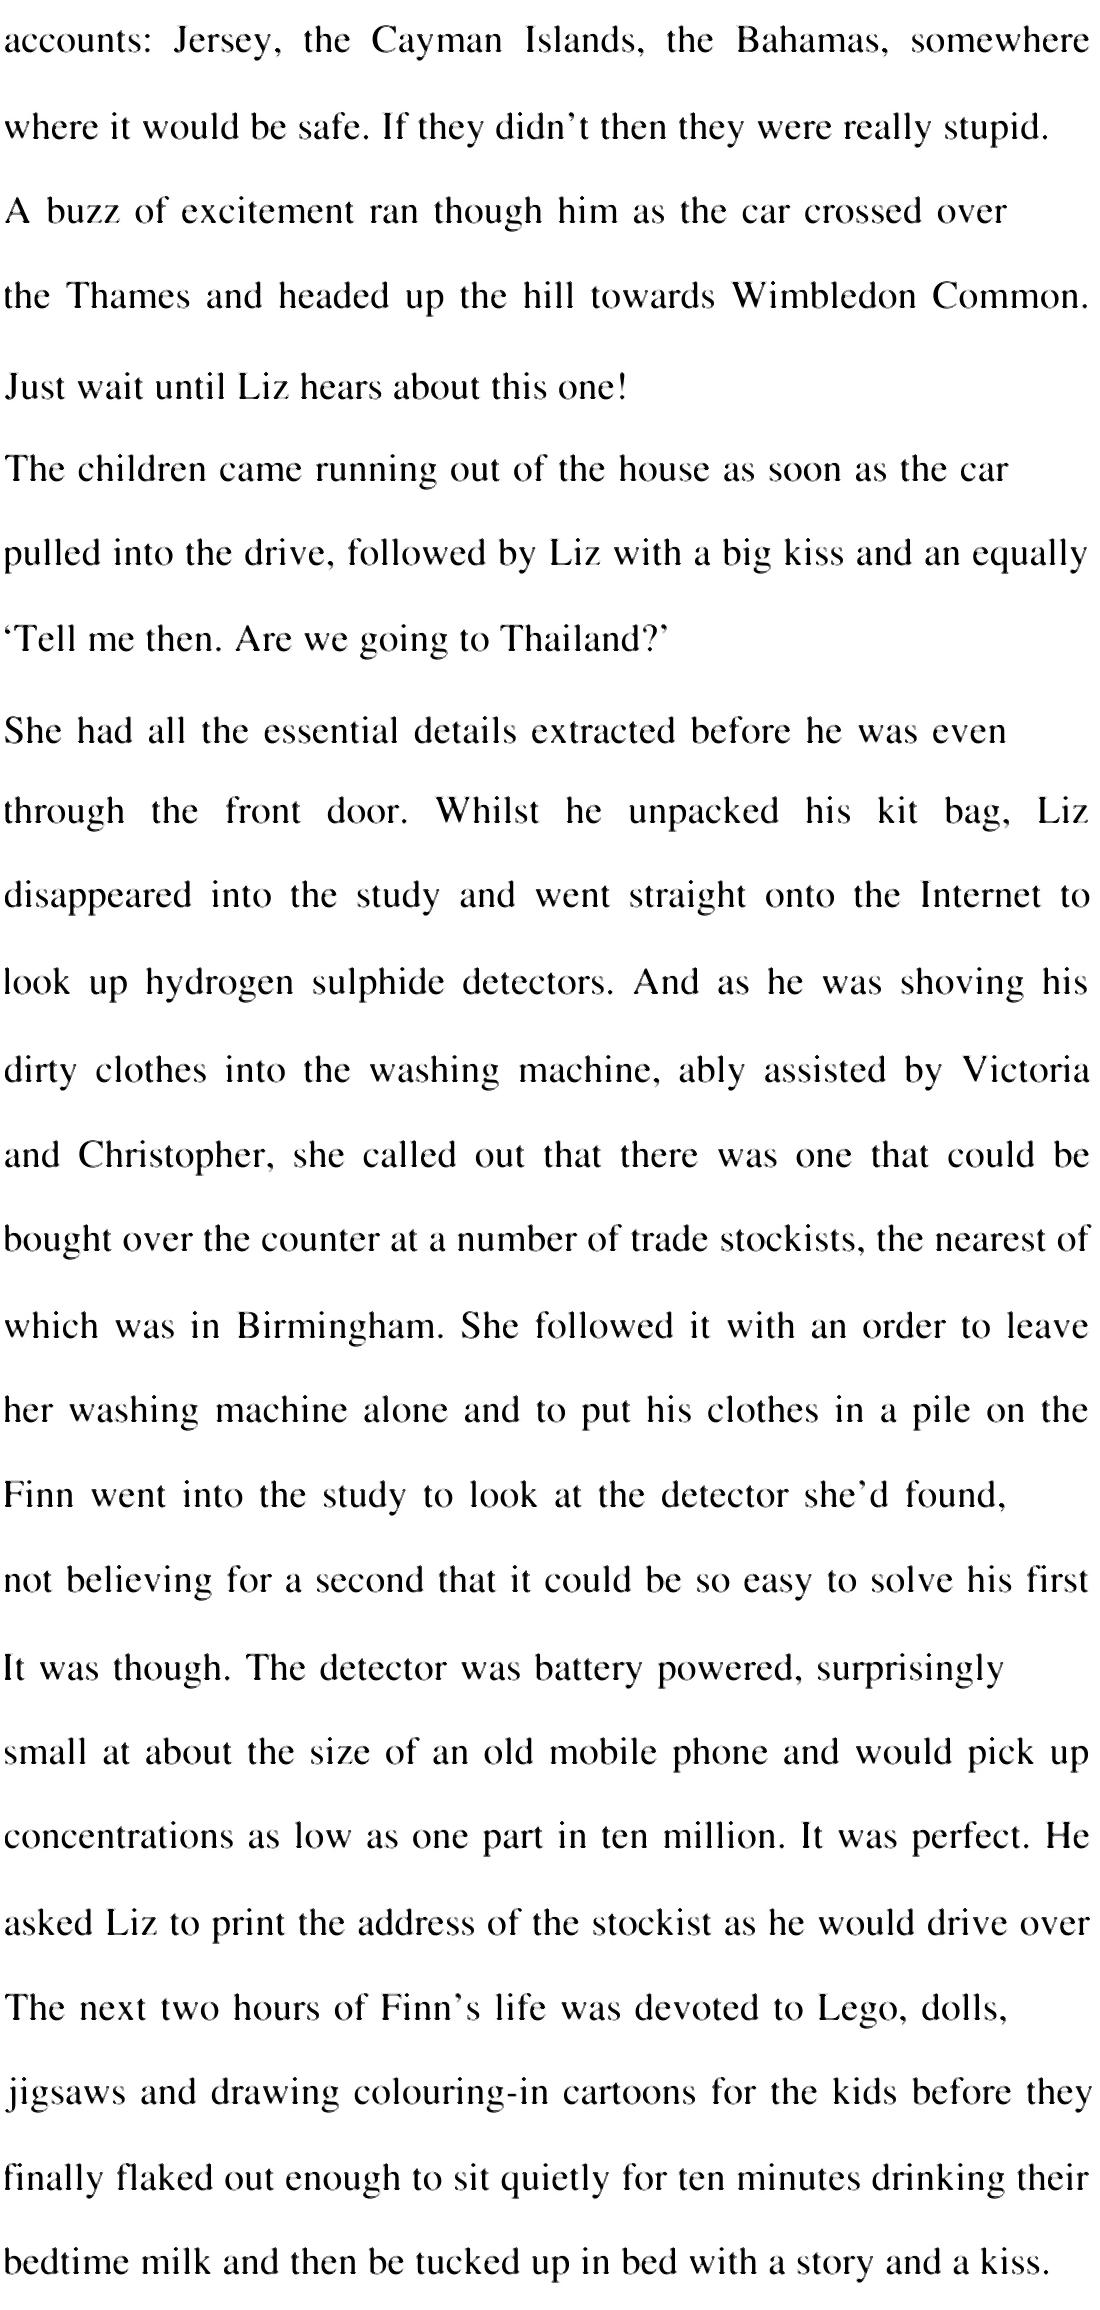 accounts: Jersey, the Cayman Islands, the Bahamas, somewhere
where it would be safe. If they didn’t then they were really stupid.
A buzz of excitement ran though him as the car crossed over
the Thames and headed up the hill towards Wimbledon Common.
Just wait until Liz hears about this one!
The children came running out of the house as soon as the car
pulled into the drive, followed by Liz with a big kiss and an equally
‘Tell me then. Are we going to Thailand?’
She had all the essential details extracted before he was even
through the front door. Whilst he unpacked his kit bag, Liz
disappeared into the study and went straight onto the Internet to
look up hydrogen sulphide detectors. And as he was shoving his
dirty clothes into the washing machine, ably assisted by Victoria
and Christopher, she called out that there was one that could be
bought over the counter at a number of trade stockists, the nearest of
which was in Birmingham. She followed it with an order to leave
her washing machine alone and to put his clothes in a pile on the
Finn went into the study to look at the detector she’d found,
not believing for a second that it could be so easy to solve his first
It was though. The detector was battery powered, surprisingly
small at about the size of an old mobile phone and would pick up
concentrations as low as one part in ten million. It was perfect. He
asked Liz to print the address of the stockist as he would drive over
The next two hours of Finn’s life was devoted to Lego, dolls,
jigsaws and drawing colouring-in cartoons for the kids before they
finally flaked out enough to sit quietly for ten minutes drinking their
bedtime milk and then be tucked up in bed with a story and a kiss.